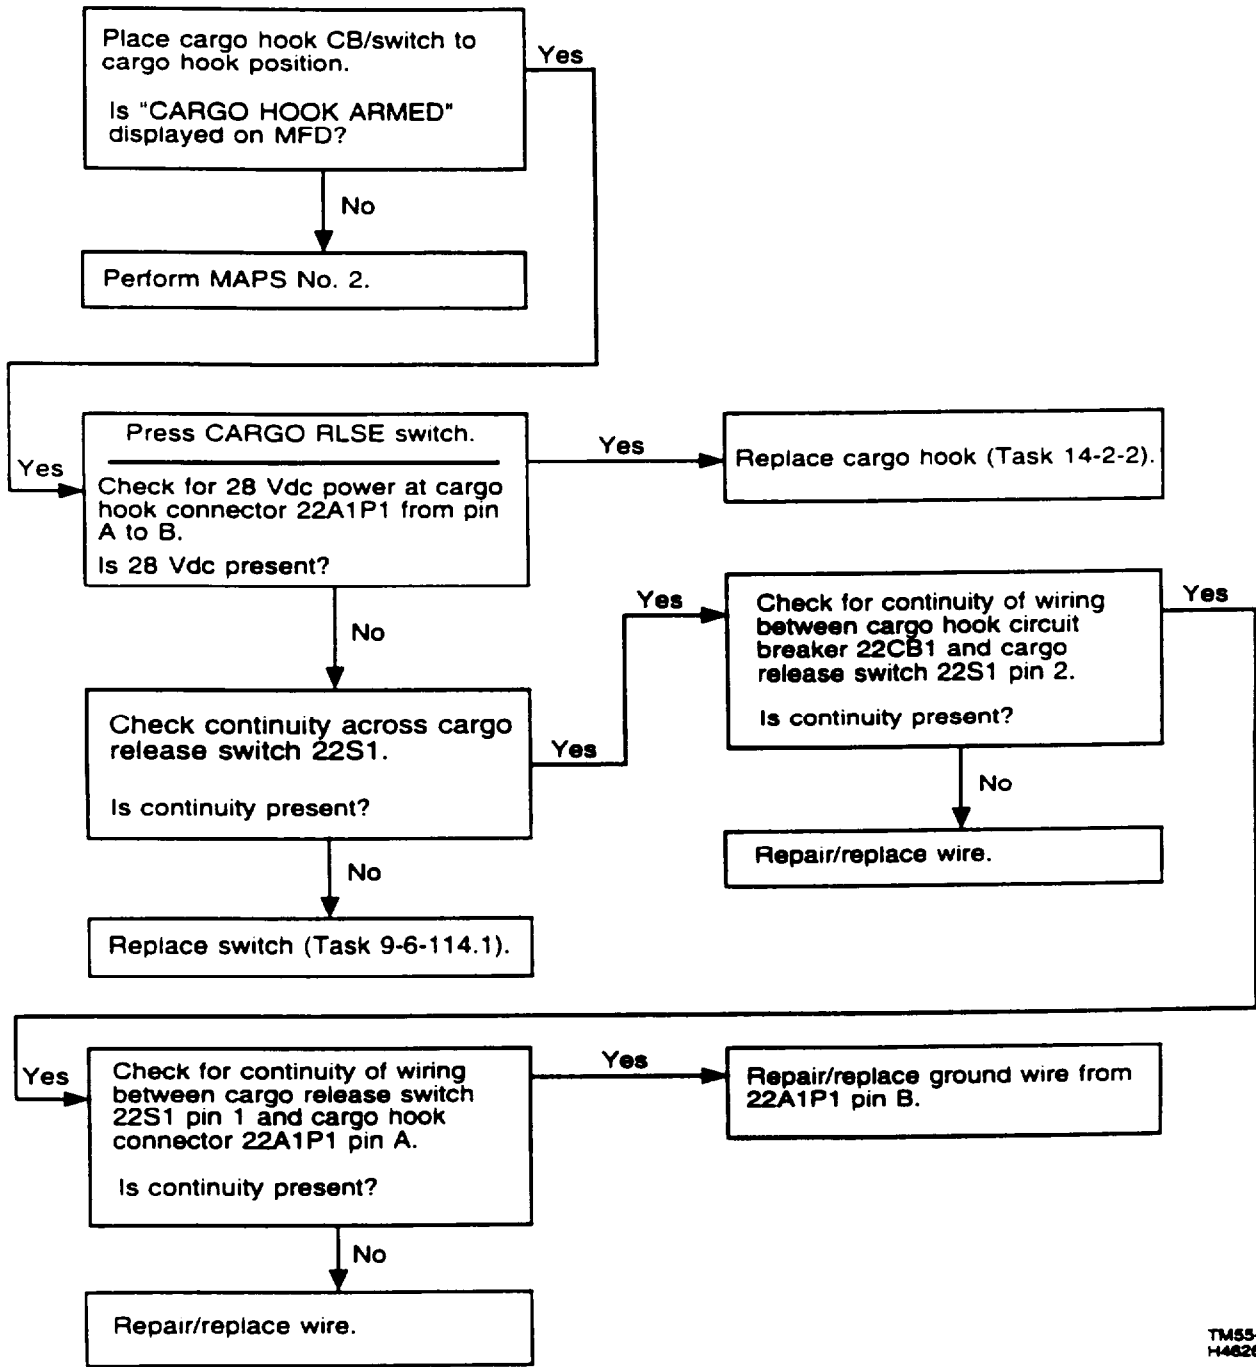 Place cargo hook CB/switch to
cargo hook position.
Is "CARGO HOOK ARMED"
displayed on MFD?
Yes
No
Perform MAPS No. 2.
Yes
Press CARGO RLSE switch.
Check for 28 Vdc power at cargo
hook connector 22A1P1 from pin
A to B.
Is 28 Vdc present?
Yes
Replace cargo hook (Task 14-2-2).
No
Check continuity across cargo
release switch 22S1.
Is continuity present?
Yes
Yes
Check for continuity of wiring
between cargo hook circuit
breaker 22CB1 and cargo
release switch 22S1 pin 2.
Is continuity present?
Yes
No
Repair/replace wire.
No
Replace switch (Task 9-6-114.1).
Yes
Check for continuity of wiring
between cargo release switch
22S1 pin 1 and cargo hook
connector 22A1P1 pin A.
Is continuity present?
Yes
Repair/replace ground wire from
22A1P1 pin B.
No
Repair/replace wire.
TM55-